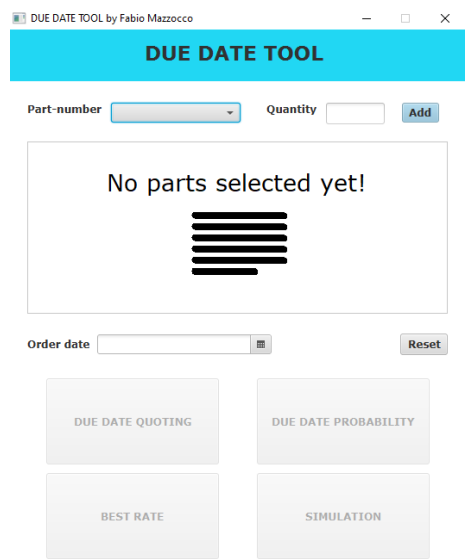 DUE DATE TOOL by Fabio Mazzocco
DUE DATE TOOL
Part-number Quantity Add
No parts selected yet!
Order date Reset
DUE DATE QUOTING DUE DATE PROBABILITY
BEST RATE SIMULATION